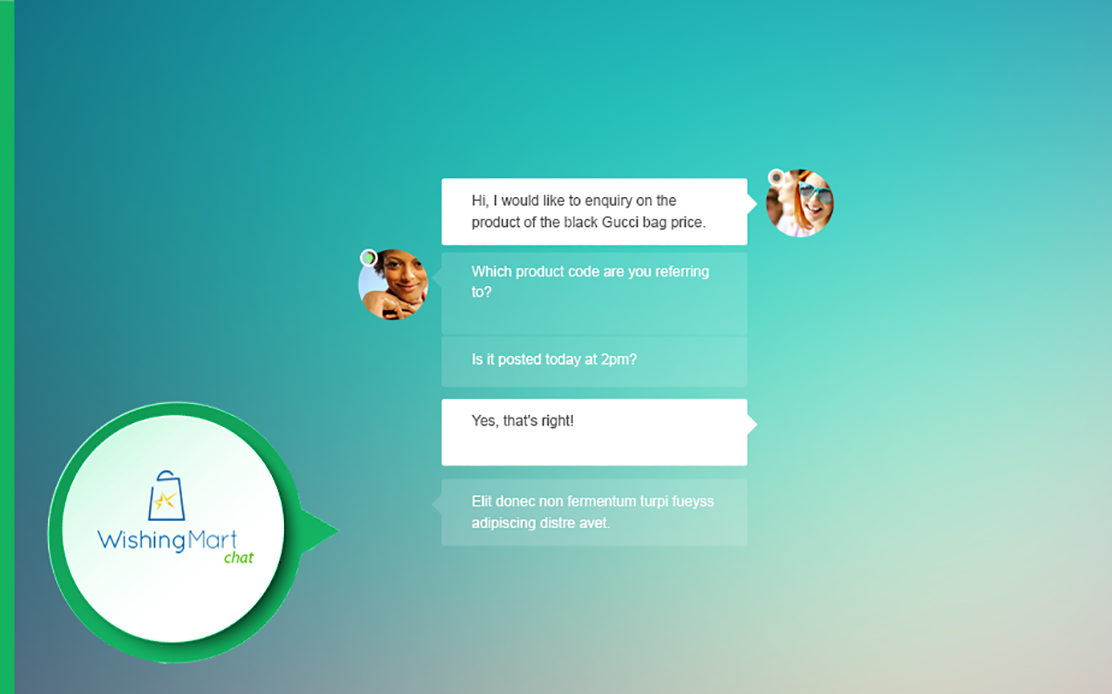 Hi, I would like to enquiry on the
product of the black Gucci bag price.
Which product code are you referring
to?
Is it posted today at 2pm?
Yes, that's right!
Elit donec non fermentum turpi fueyss
adipiscing distre avet.
WishingMart
chat